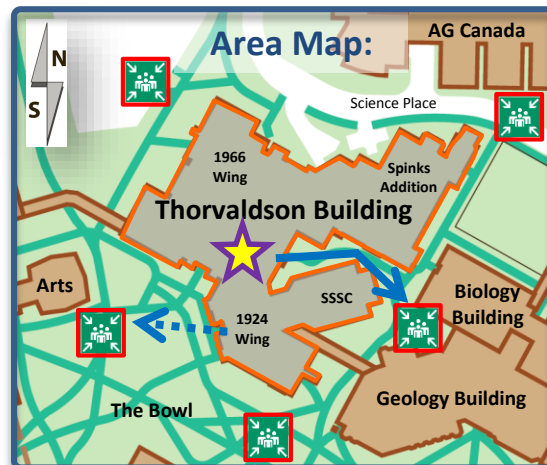 Area Map:
AG Canada
N
S
Science Place
1966
Wing
Spinks
Addition
Thorvaldson Building
Arts
SSSC
1924
Wing
Biology
Building
The Bowl
Geology Building